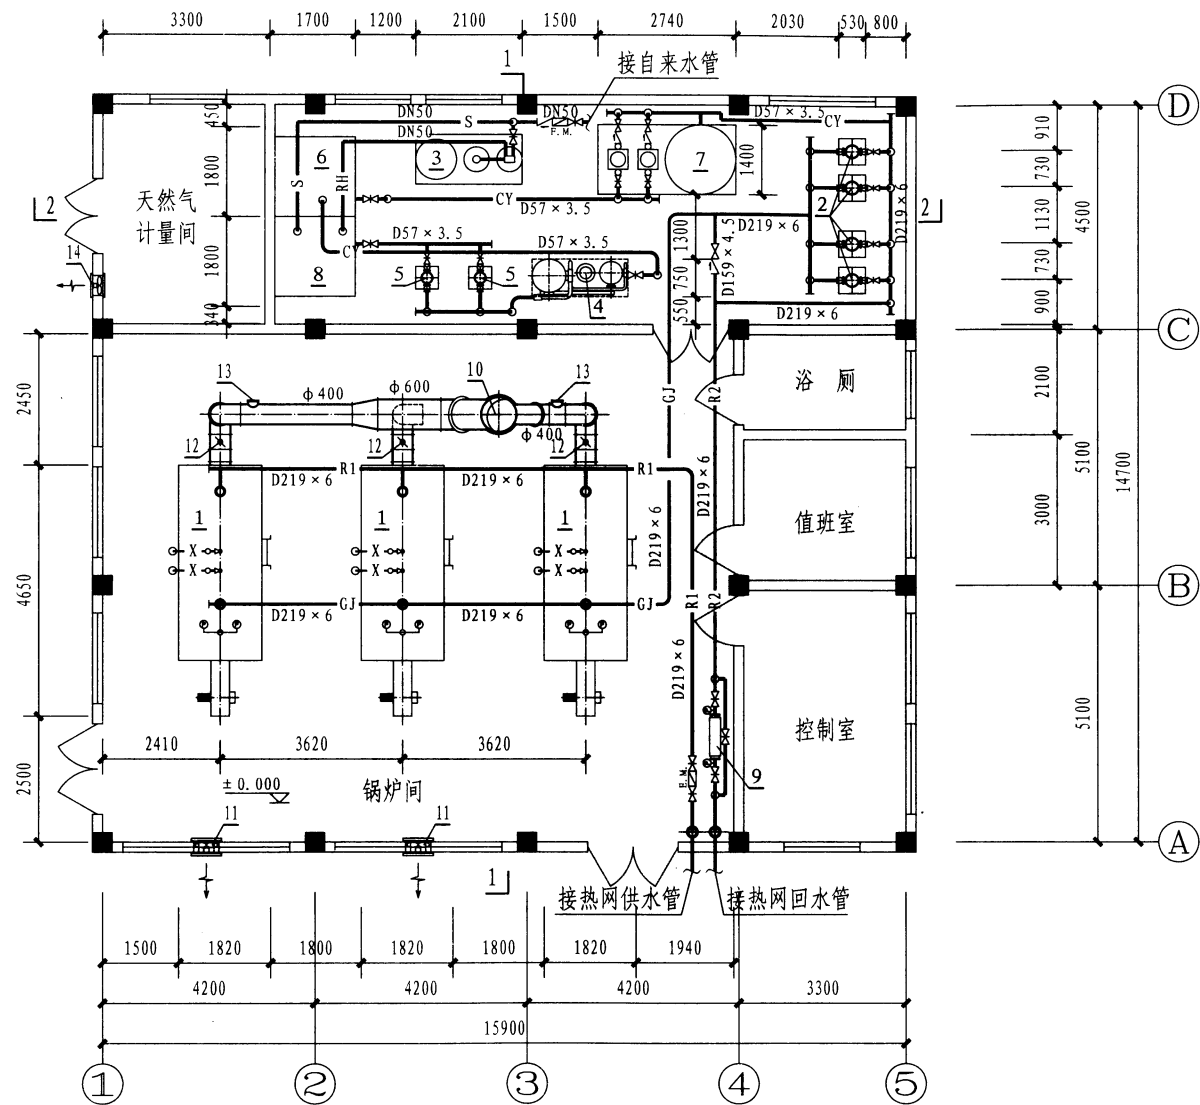 3300 1700 1200 2100 1500 2740 2030 530 800
1
接自来水管
D
DN50 DN50 D57×3.5
S F.M. CY
DN50
450
910
6 3 7 1400
2
1800
730
S RH
天然气
计量间
CY
D57×3.5
2 2
D219×6
D219×6
1130
4500
D57×3.5
CY
D57×3.5
1300
D159×4.5
14
1800
8 5 5 4
750
730
550
D219×6
340
900
C
2450
13 φ400 φ600 10 13
GJ R2
浴厕
2100
12 12 φ400 12
R1 R1
D219×6 D219×6
D219×6
5100
14700
1 1 1
D219×6
值班室
3000
X X X
X X X
4650
B
GJ GJ
D219×6 D219×6
R1 R2
D219×6
控制室
5100
2410 3620 3620
2500
±0.000
锅炉间
E.M.
9
11 11
A
1
接热网供水管 接热网回水管
1500 1820 1800 1820 1800 1820 1940
4200 4200 4200 3300
15900
1 2 3 4 5